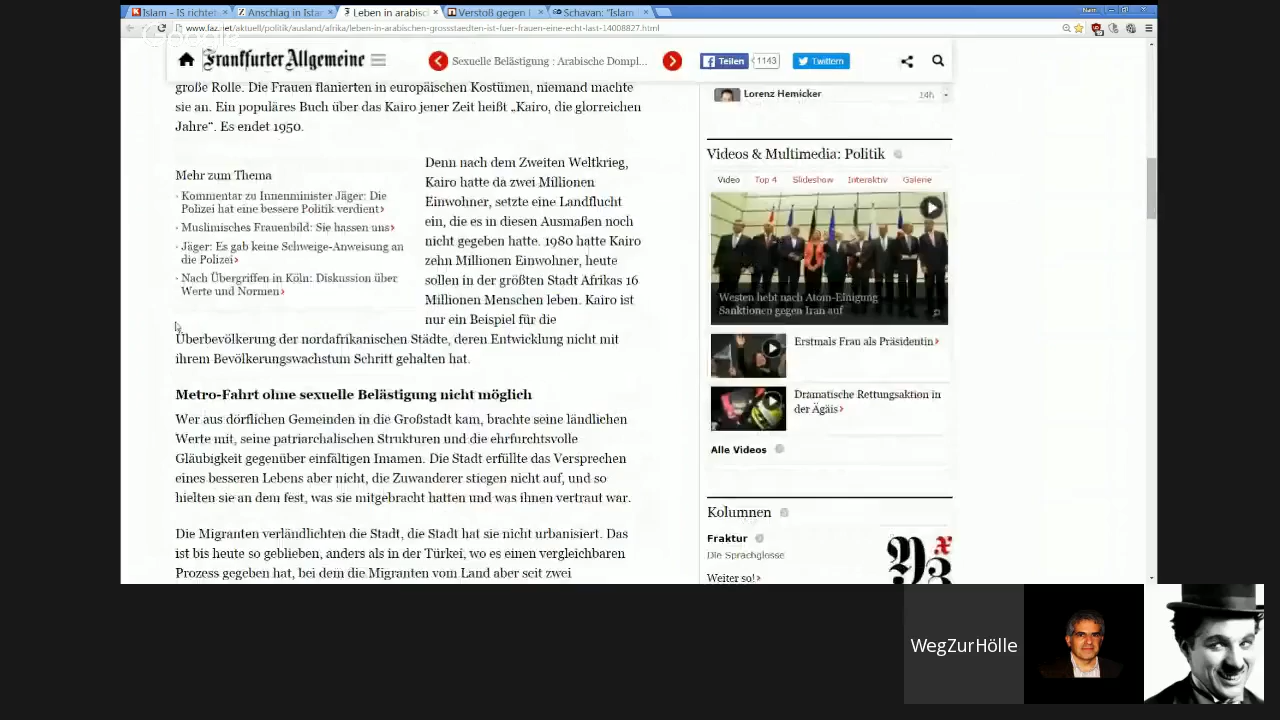 Islam – IS richtet
Anschlag in Istan
Leben in arabisc
Verstoß gegen
Schavan: "Islam
Nam
www.faz.net/aktuell/politik/ausland/afrika/leben-in-arabischen-grossstaedten-ist-fuer-frauen-eine-echt-last-14008827.html
Google
Frankfurter Allgemeine
Sexuelle Belästigung : Arabische Dompl...
Teilen
1143
Twittern
große Rolle. Die Frauen flanierten in europäischen Kostümen, niemand machte
sie an. Ein populäres Buch über das Kairo jener Zeit heißt „Kairo, die glorreichen
Jahre“. Es endet 1950.
Mehr zum Thema
· Kommentar zu Innenminister Jäger: Die
Polizei hat eine bessere Politik verdient›
· Muslimisches Frauenbild: Sie hassen uns›
· Jäger: Es gab keine Schweige-Anweisung an
die Polizei›
· Nach Übergriffen in Köln: Diskussion über
Werte und Normen›
Denn nach dem Zweiten Weltkrieg,
Kairo hatte da zwei Millionen
Einwohner, setzte eine Landflucht
ein, die es in diesen Ausmaßen noch
nicht gegeben hatte. 1980 hatte Kairo
zehn Millionen Einwohner, heute
sollen in der größten Stadt Afrikas 16
Millionen Menschen leben. Kairo ist
nur ein Beispiel für die
Überbevölkerung der nordafrikanischen Städte, deren Entwicklung nicht mit
ihrem Bevölkerungswachstum Schritt gehalten hat.
Metro-Fahrt ohne sexuelle Belästigung nicht möglich
Wer aus dörflichen Gemeinden in die Großstadt kam, brachte seine ländlichen
Werte mit, seine patriarchalischen Strukturen und die ehrfurchtsvolle
Gläubigkeit gegenüber einfältigen Imamen. Die Stadt erfüllte das Versprechen
eines besseren Lebens aber nicht, die Zuwanderer stiegen nicht auf, und so
hielten sie an dem fest, was sie mitgebracht hatten und was ihnen vertraut war.
Die Migranten verländlichten die Stadt, die Stadt hat sie nicht urbanisiert. Das
ist bis heute so geblieben, anders als in der Türkei, wo es einen vergleichbaren
Prozess gegeben hat, bei dem die Migranten vom Land aber seit zwei
Lorenz Hemicker
14h
Videos & Multimedia: Politik
Video Top 4 Slideshow Interaktiv Galerie
Westen hebt nach Atom-Einigung
Sanktionen gegen Iran auf
Erstmals Frau als Präsidentin›
Dramatische Rettungsaktion in
der Ägäis›
Alle Videos
Kolumnen
Fraktur
Die Sprachglosse
Weiter so!›
WegZurHölle